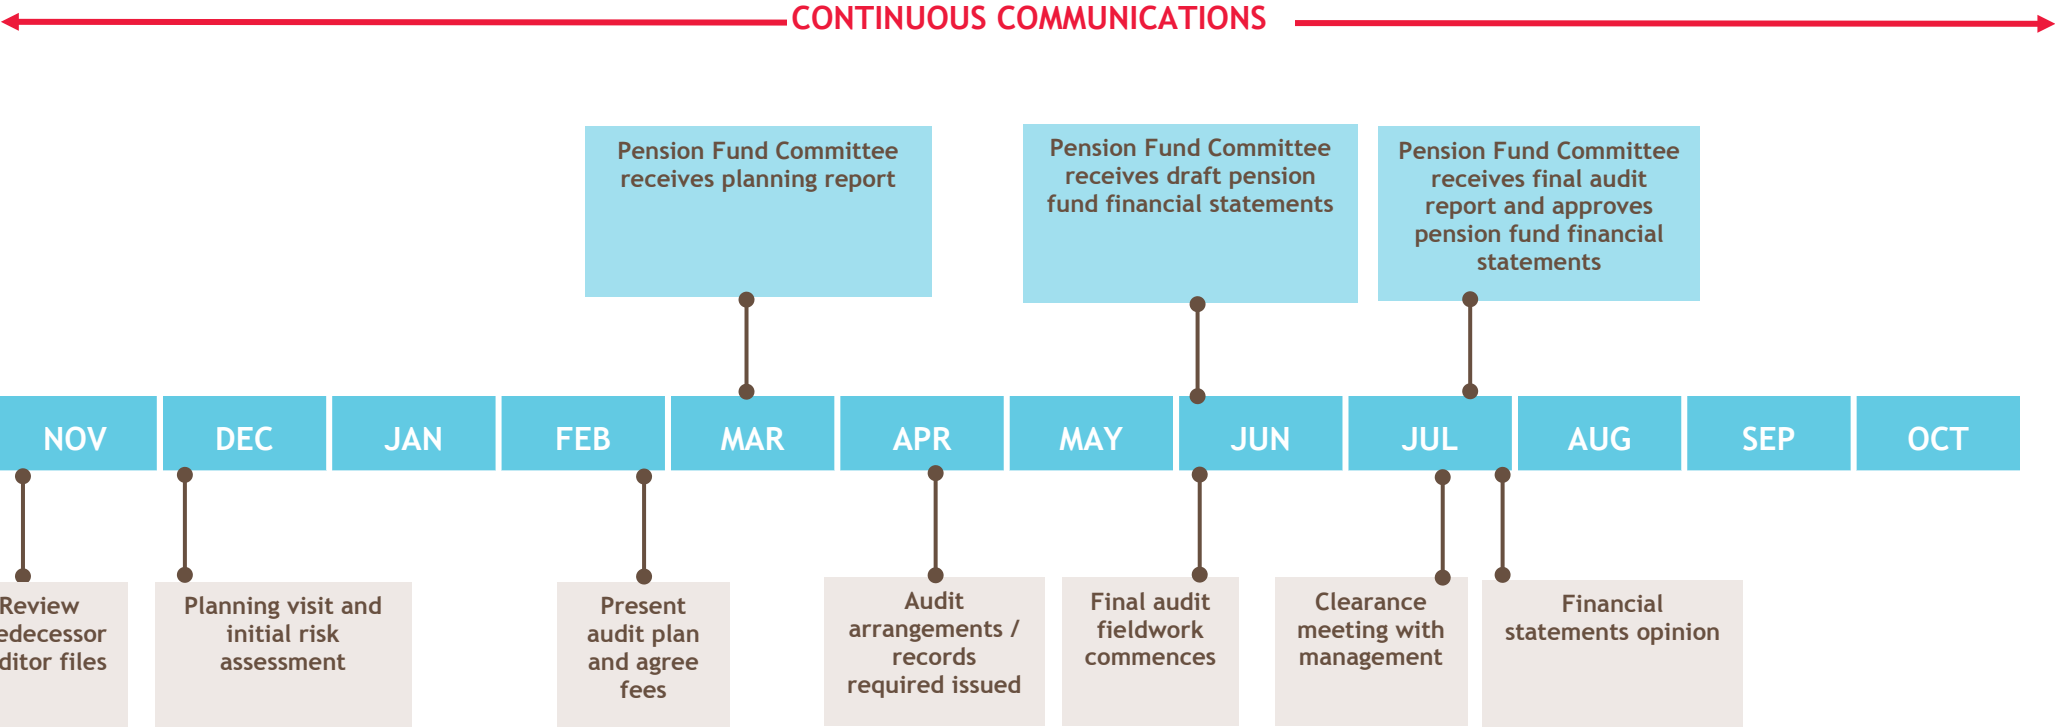 CONTINUOUS COMMUNICATIONS
Pension Fund Committee
receives planning report
Pension Fund Committee
receives draft pension
fund financial statements
Pension Fund Committee
receives final audit
report and approves
pension fund financial
statements
NOV DEC JAN FEB MAR APR MAY JUN JUL AUG SEP OCT
Review
edecessor
ditor files
Planning visit and
initial risk
assessment
Present
audit plan
and agree
fees
Audit
arrangements /
records
required issued
Final audit
fieldwork
commences
Clearance
meeting with
management
Financial
statements opinion